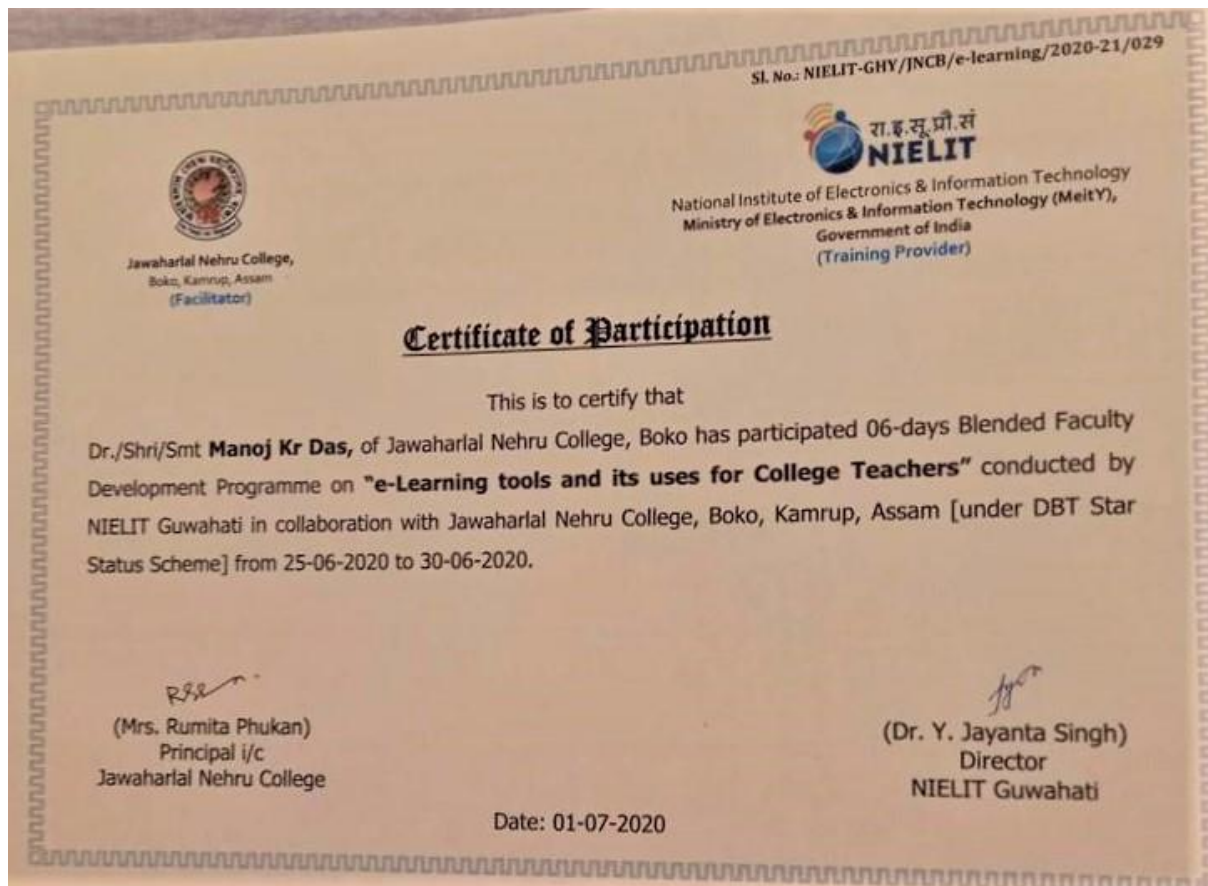 Sl. No.: NIELIT-GHY/JNCB/e-learning/2020-21/029
रा.इ.सू.प्रौ.सं
NIELIT
National Institute of Electronics & Information Technology
Ministry of Electronics & Information Technology (MeitY),
Government of India
(Training Provider)
Jawaharlal Nehru College,
Boko, Kamrup, Assam
(Facilitator)
Certificate of Participation
This is to certify that
Dr./Shri/Smt Manoj Kr Das, of Jawaharlal Nehru College, Boko has participated 06-days Blended Faculty
Development Programme on "e-Learning tools and its uses for College Teachers" conducted by
NIELIT Guwahati in collaboration with Jawaharlal Nehru College, Boko, Kamrup, Assam [under DBT Star
Status Scheme] from 25-06-2020 to 30-06-2020.
(Mrs. Rumita Phukan)
Principal i/c
Jawaharlal Nehru College
(Dr. Y. Jayanta Singh)
Director
NIELIT Guwahati
Date: 01-07-2020